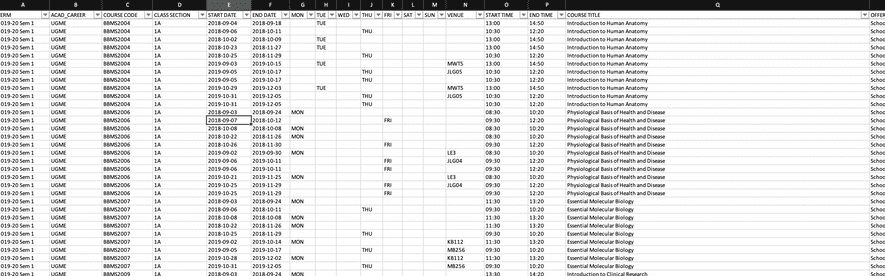 A B C D E F G H I J K L M N O P Q
ERM ACAD_CAREER COURSE CODE CLASS SECTION START DATE END DATE MON TUE WED THU FRI SAT SUN VENUE START TIME END TIME COURSE TITLE OFFER
019-20 Sem 1 UGME BBMS2004 1A 2018-09-04 2018-09-18 TUE 13:00 14:50 Introduction to Human Anatomy Schoo
019-20 Sem 1 UGME BBMS2004 1A 2018-09-06 2018-10-11 THU 10:30 12:20 Introduction to Human Anatomy Schoo
019-20 Sem 1 UGME BBMS2004 1A 2018-10-02 2018-10-09 TUE 13:00 14:50 Introduction to Human Anatomy Schoo
019-20 Sem 1 UGME BBMS2004 1A 2018-10-23 2018-11-27 TUE 13:00 14:50 Introduction to Human Anatomy Schoo
019-20 Sem 1 UGME BBMS2004 1A 2018-10-25 2018-11-29 THU 10:30 12:20 Introduction to Human Anatomy Schoo
019-20 Sem 1 UGME BBMS2004 1A 2019-09-03 2019-10-15 TUE MWT5 13:00 14:50 Introduction to Human Anatomy Schoo
019-20 Sem 1 UGME BBMS2004 1A 2019-09-05 2019-10-17 THU JLG05 10:30 12:20 Introduction to Human Anatomy Schoo
019-20 Sem 1 UGME BBMS2004 1A 2019-09-05 2019-10-17 THU 10:30 12:20 Introduction to Human Anatomy Schoo
019-20 Sem 1 UGME BBMS2004 1A 2019-10-29 2019-12-03 TUE MWT5 13:00 14:50 Introduction to Human Anatomy Schoo
019-20 Sem 1 UGME BBMS2004 1A 2019-10-31 2019-12-05 THU JLG05 10:30 12:20 Introduction to Human Anatomy Schoo
019-20 Sem 1 UGME BBMS2004 1A 2019-10-31 2019-12-05 THU 10:30 12:20 Introduction to Human Anatomy Schoo
019-20 Sem 1 UGME BBMS2006 1A 2018-09-03 2018-09-24 MON 08:30 10:20 Physiological Basis of Health and Disease Schoo
019-20 Sem 1 UGME BBMS2006 1A 2018-09-07 2018-10-12 FRI 09:30 12:20 Physiological Basis of Health and Disease Schoo
019-20 Sem 1 UGME BBMS2006 1A 2018-10-08 2018-10-08 MON 08:30 10:20 Physiological Basis of Health and Disease Schoo
019-20 Sem 1 UGME BBMS2006 1A 2018-10-22 2018-11-26 MON 08:30 10:20 Physiological Basis of Health and Disease Schoo
019-20 Sem 1 UGME BBMS2006 1A 2018-10-26 2018-11-30 FRI 09:30 12:20 Physiological Basis of Health and Disease Schoo
019-20 Sem 1 UGME BBMS2006 1A 2019-09-02 2019-09-30 MON LE3 08:30 10:20 Physiological Basis of Health and Disease Schoo
019-20 Sem 1 UGME BBMS2006 1A 2019-09-06 2019-10-11 FRI JLG04 09:30 12:20 Physiological Basis of Health and Disease Schoo
019-20 Sem 1 UGME BBMS2006 1A 2019-09-06 2019-10-11 FRI 09:30 12:20 Physiological Basis of Health and Disease Schoo
019-20 Sem 1 UGME BBMS2006 1A 2019-10-21 2019-11-25 MON LE3 08:30 10:20 Physiological Basis of Health and Disease Schoo
019-20 Sem 1 UGME BBMS2006 1A 2019-10-25 2019-11-29 FRI JLG04 09:30 12:20 Physiological Basis of Health and Disease Schoo
019-20 Sem 1 UGME BBMS2006 1A 2019-10-25 2019-11-29 FRI 09:30 12:20 Physiological Basis of Health and Disease Schoo
019-20 Sem 1 UGME BBMS2007 1A 2018-09-03 2018-09-24 MON 11:30 13:20 Essential Molecular Biology Schoo
019-20 Sem 1 UGME BBMS2007 1A 2018-09-06 2018-10-11 THU 09:30 10:20 Essential Molecular Biology Schoo
019-20 Sem 1 UGME BBMS2007 1A 2018-10-08 2018-10-08 MON 11:30 13:20 Essential Molecular Biology Schoo
019-20 Sem 1 UGME BBMS2007 1A 2018-10-22 2018-11-26 MON 11:30 13:20 Essential Molecular Biology Schoo
019-20 Sem 1 UGME BBMS2007 1A 2018-10-25 2018-11-29 THU 09:30 10:20 Essential Molecular Biology Schoo
019-20 Sem 1 UGME BBMS2007 1A 2019-09-02 2019-10-14 MON KB112 11:30 13:20 Essential Molecular Biology Schoo
019-20 Sem 1 UGME BBMS2007 1A 2019-09-05 2019-10-17 THU MB256 09:30 10:20 Essential Molecular Biology Schoo
019-20 Sem 1 UGME BBMS2007 1A 2019-10-28 2019-12-02 MON KB112 11:30 13:20 Essential Molecular Biology Schoo
019-20 Sem 1 UGME BBMS2007 1A 2019-10-31 2019-12-05 THU MB256 09:30 10:20 Essential Molecular Biology Schoo
019-20 Sem 1 UGME BBMS2009 1A 2018-09-03 2018-09-24 MON 13:30 14:20 Introduction to Clinical Research Schoo